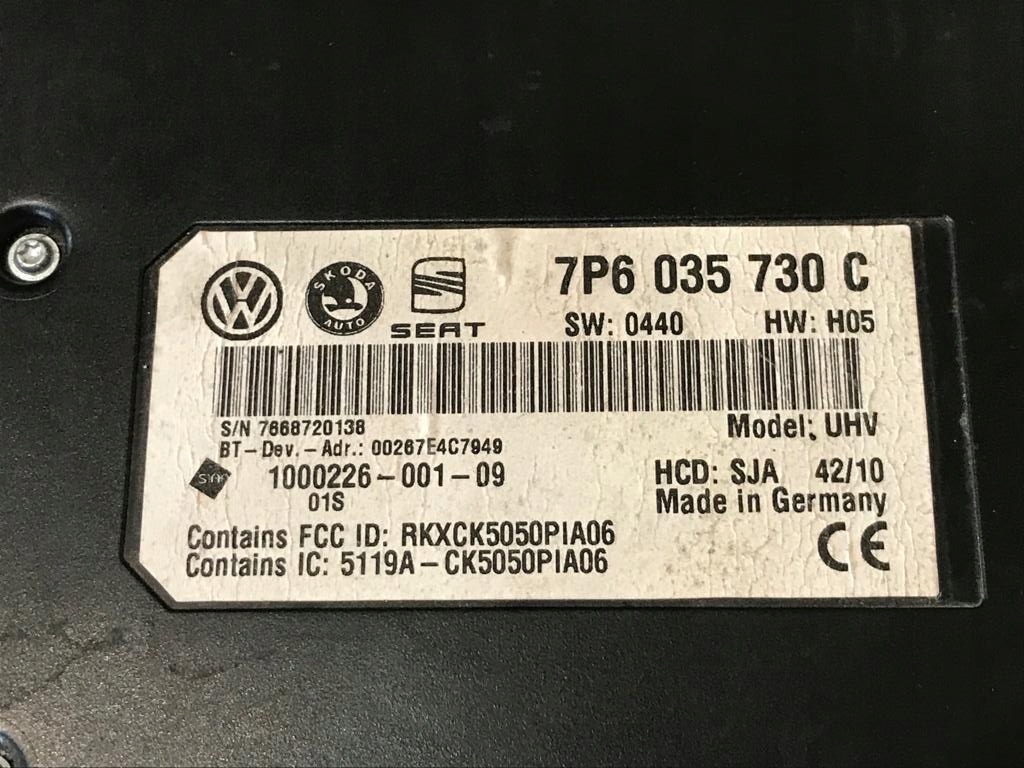 7P6 035 730 C
SKODA
AUTO
SEAT
SW: 0440 HW: H05
S/N 7668720138
Model: UHV
BT-Dev.-Adr.: 00267E4C7949
1000226-001-09
HCD: SJA 42/10
01S
Made in Germany
Contains FCC ID: RKXCK5050PIA06
Contains IC: 5119A-CK5050PIA06
CE